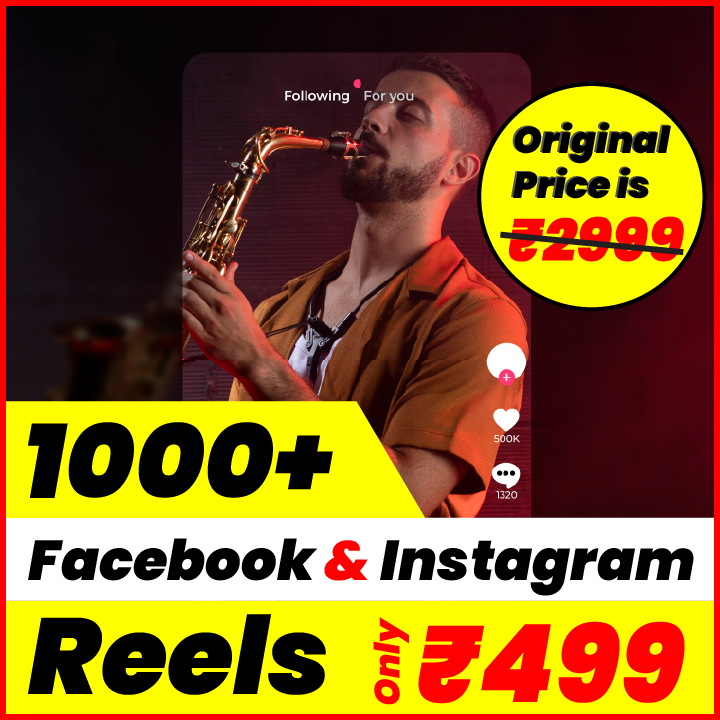 Following For you
Original
Price is
₹2999
500K
1320
1000+
Facebook & Instagram
Reels
Only ₹499